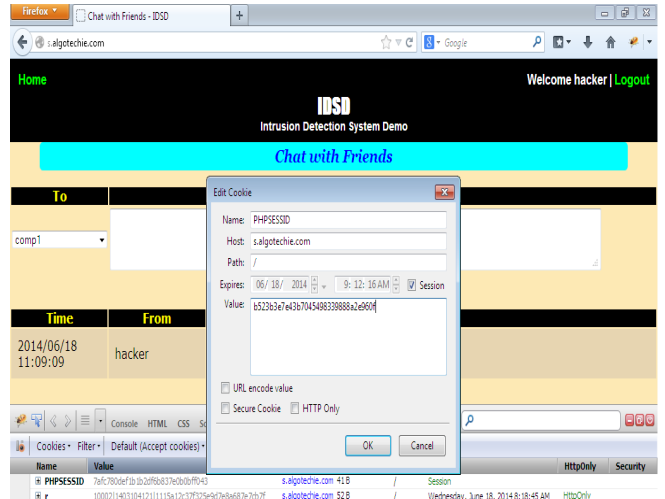 Firefox
Chat with Friends - IDSD
+
s.algotechie.com
Google
Home
Welcome hacker | Logout
IDSD
Intrusion Detection System Demo
Chat with Friends
To
comp1
Edit Cookie
Name: PHPSESSID
Host: s.algotechie.com
Path: /
Expires: 06/ 18/ 2014 9: 12: 16 AM Session
Value: b523b3e7e43b7045498339888a2e960f
URL encode value
Secure Cookie HTTP Only
OK Cancel
Time From
2014/06/18
11:09:09
hacker
Console HTML CSS
Cookies Filter Default (Accept cookies)
Name Value HttpOnly Security
PHPSESSID s.algotechie.com 41 B / Session
r s.algotechie.com 52 B / Wednesday, June 18, 2014 8:18:45 AM HttpOnly